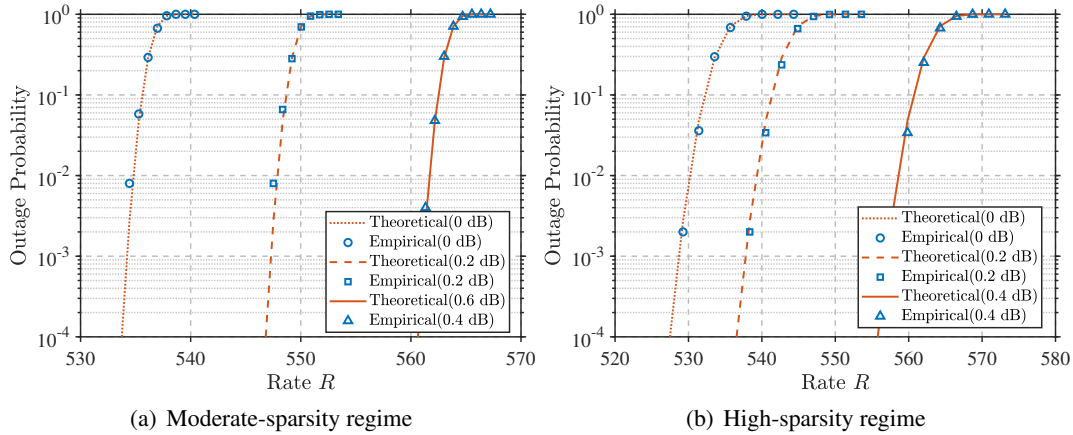 Outage Probability
10^0
10^-1
10^-2
10^-3
10^-4
Theoretical(0 dB)
Empirical(0 dB)
Theoretical(0.2 dB)
Empirical(0.2 dB)
Theoretical(0.6 dB)
Empirical(0.4 dB)
530 540 550 560 570
Rate R
(a) Moderate-sparsity regime
Outage Probability
10^0
10^-1
10^-2
10^-3
10^-4
Theoretical(0 dB)
Empirical(0 dB)
Theoretical(0.2 dB)
Empirical(0.2 dB)
Theoretical(0.4 dB)
Empirical(0.4 dB)
520 530 540 550 560 570 580
Rate R
(b) High-sparsity regime